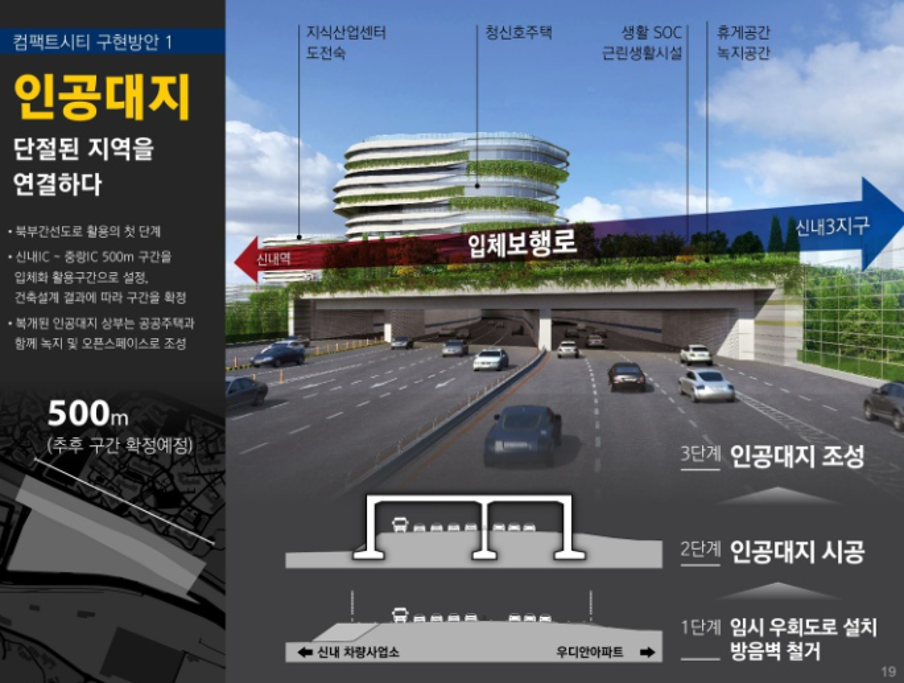 컴팩트시티 구현방안 1
인공대지
단절된 지역을
연결하다
• 북부간선도로 활용의 첫 단계
• 신내IC ~ 중랑IC 500m 구간을
입체화 활용구간으로 설정,
건축설계 결과에 따라 구간을 확정
• 복개된 인공대지 상부는 공공주택과
함께 녹지 및 오픈스페이스로 조성
500m
(추후 구간 확정예정)
지식산업센터
도전숙
청신호주택
생활 SOC
근린생활시설
휴게공간
녹지공간
신내역
입체보행로
신내3지구
3단계 인공대지 조성
2단계 인공대지 시공
1단계 임시 우회도로 설치
방음벽 철거
신내 차량사업소
우디안아파트
19